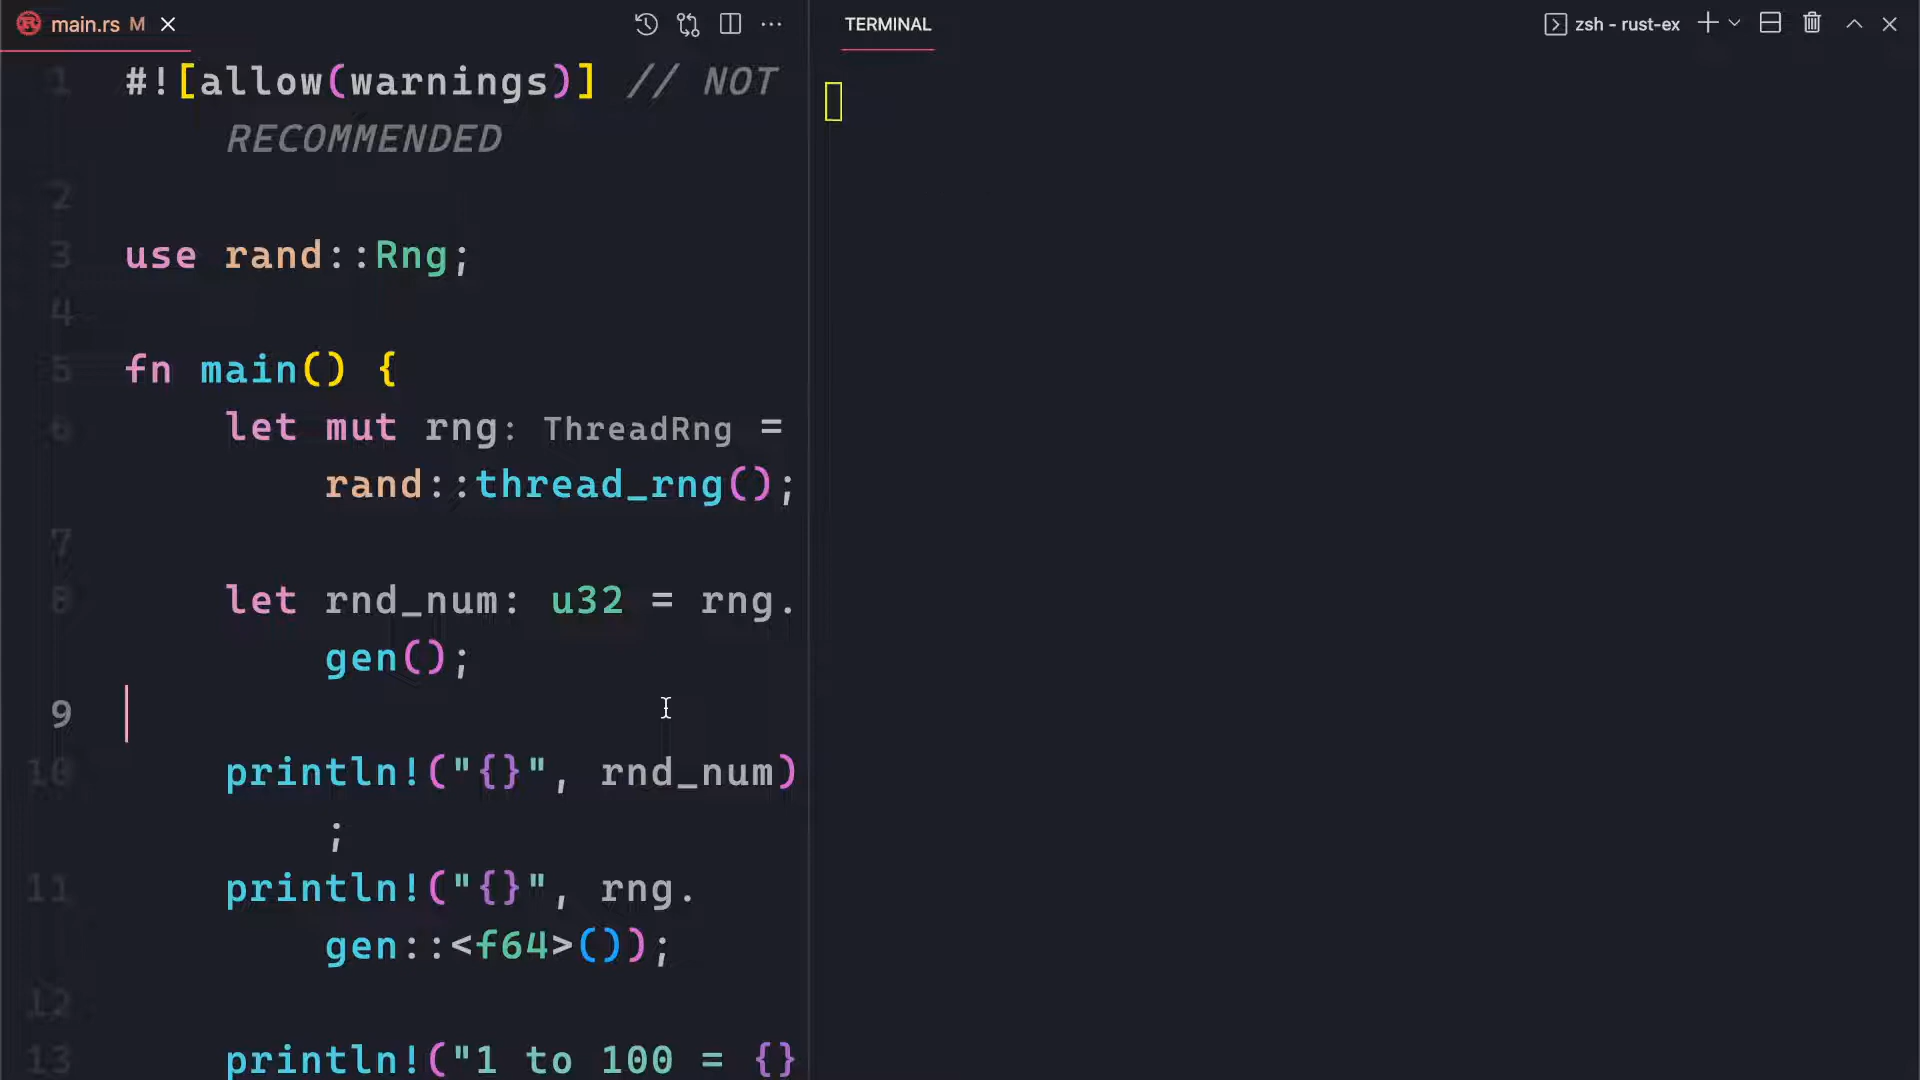 main.rs M
TERMINAL
zsh - rust-ex
1 #![allow(warnings)] // NOT
RECOMMENDED
2
3 use rand::Rng;
4
5 fn main() {
6 let mut rng: ThreadRng =
rand::thread_rng();
7
8 let rnd_num: u32 = rng.
gen();
9
10 println!("{}", rnd_num)
;
11 println!("{}", rng.
gen::<f64>());
12
13 println!("1 to 100 = {}